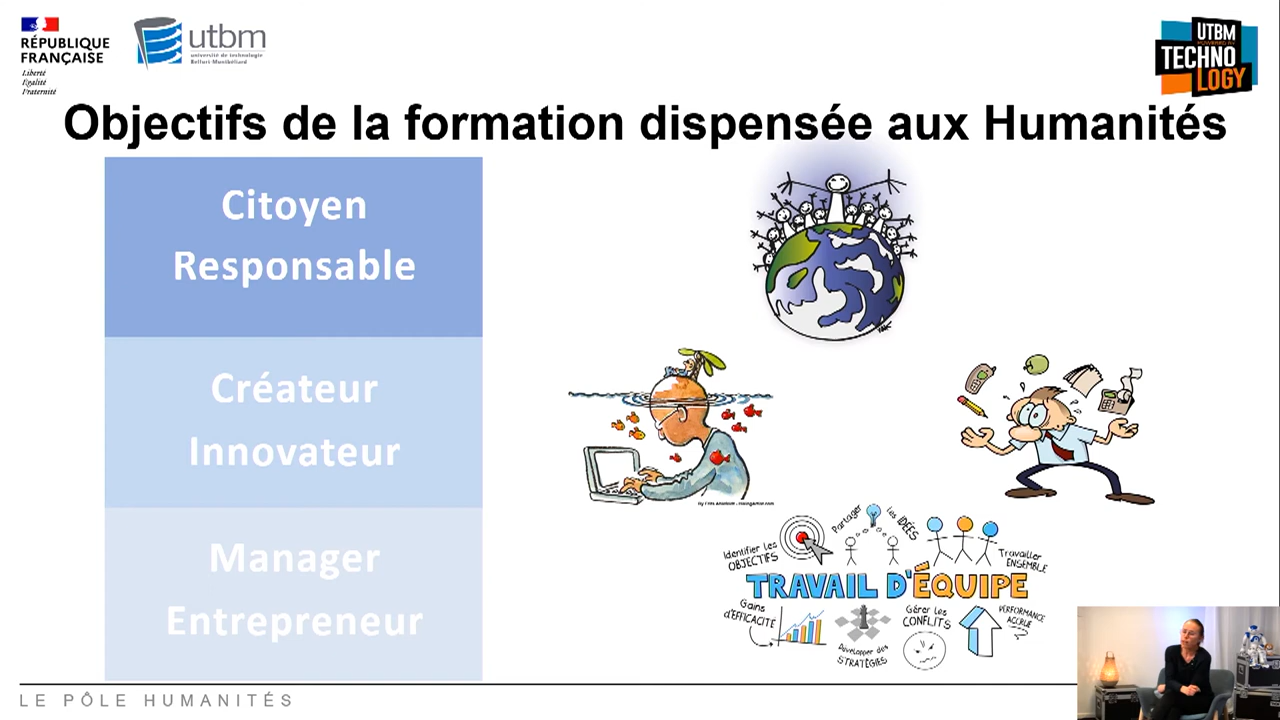 RÉPUBLIQUE
FRANÇAISE
Liberté
Égalité
Fraternité
utbm
université de technologie
Belfort-Montbéliard
UTBM
TECHNO
LOGY
Objectifs de la formation dispensée aux Humanités
Citoyen
Responsable
Créateur
Innovateur
Manager
Entrepreneur
Identifier les
OBJECTIFS
Partager
les IDÉES
Travailler
ENSEMBLE
TRAVAIL D'ÉQUIPE
Gains
d'EFFICACITÉ
Développer des
STRATÉGIES
Gérer les
CONFLITS
PERFORMANCE
ACCRUE
LE PÔLE HUMANITÉS